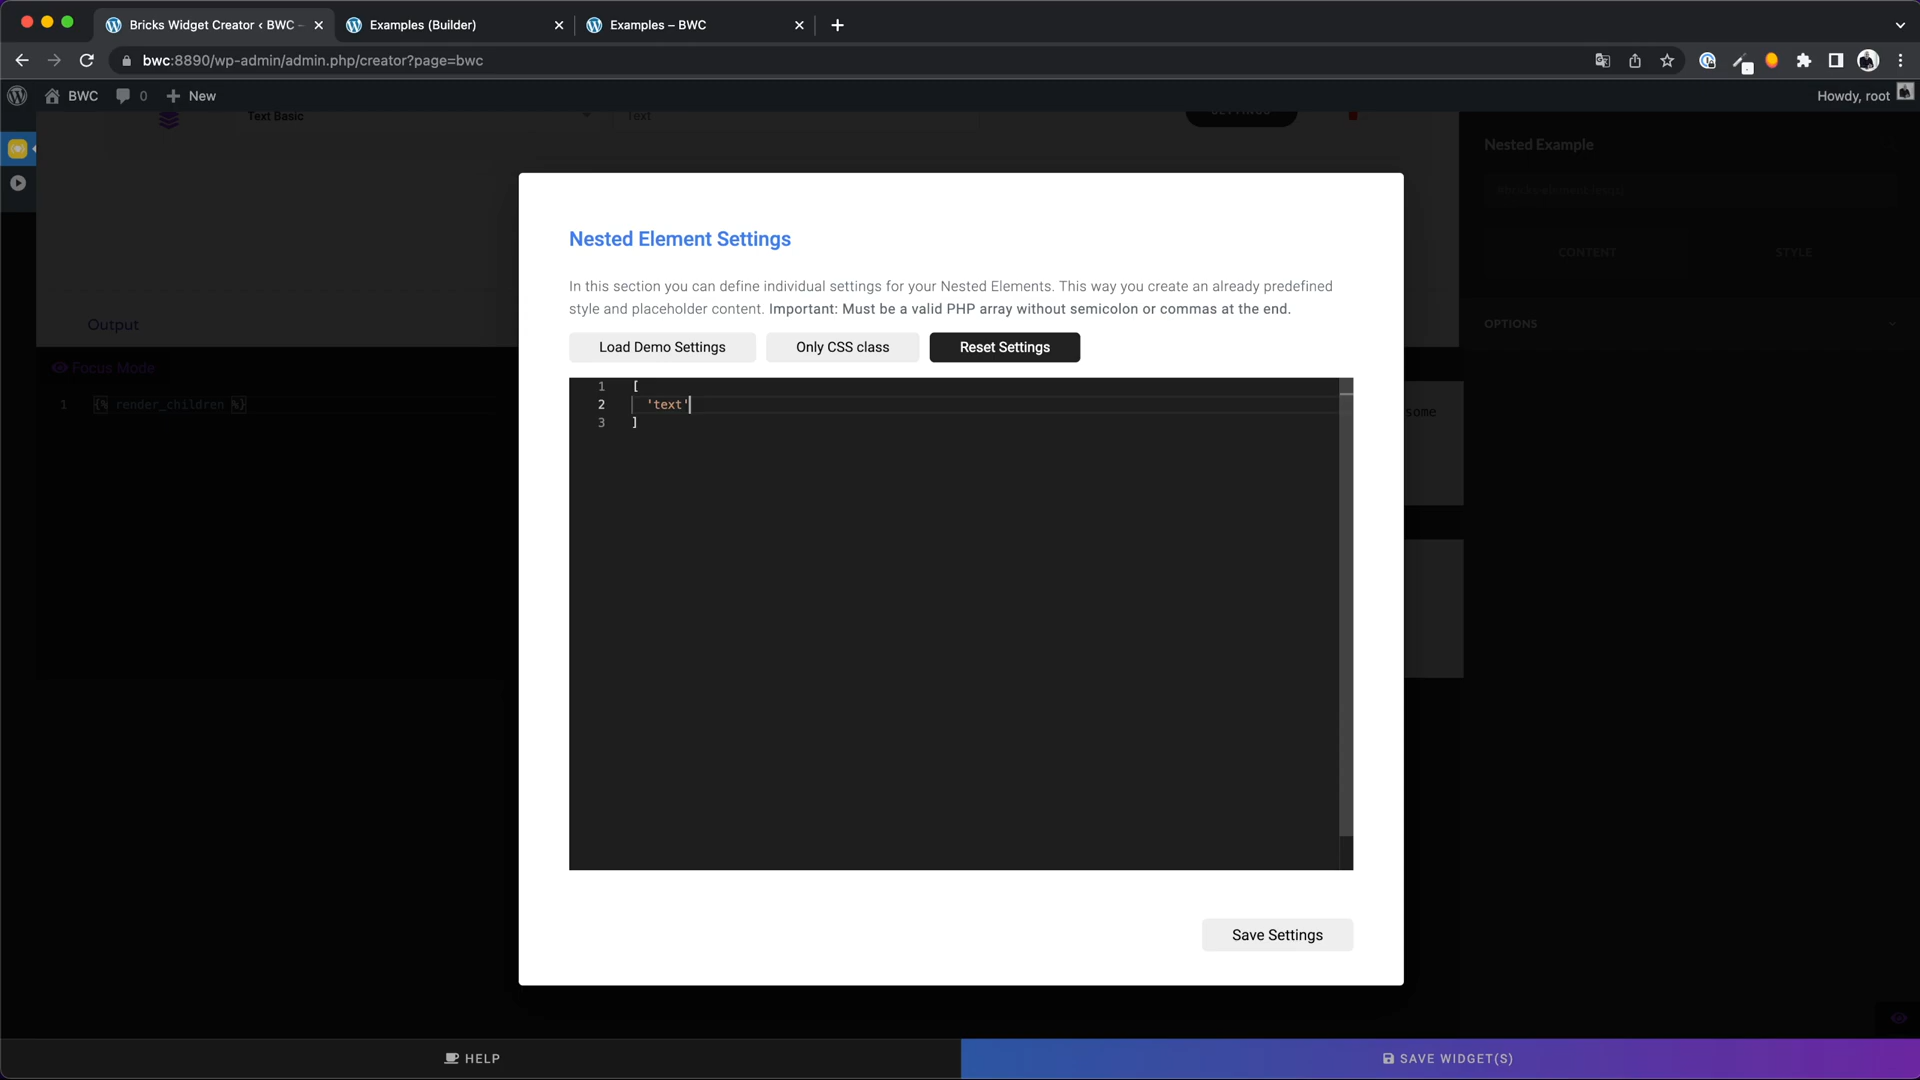 Bricks Widget Creator ‹ BWC –
Examples (Builder)
Examples – BWC
bwc:8890/wp-admin/admin.php/creator?page=bwc
BWC
0
New
Howdy, root
Text Basic
Text
SETTINGS
Nested Example
CONTENT
STYLE
OPTIONS
Output
Focus Mode
1 {% render_children %}
some
Nested Element Settings
In this section you can define individual settings for your Nested Elements. This way you create an already predefined
style and placeholder content. Important: Must be a valid PHP array without semicolon or commas at the end.
Load Demo Settings
Only CSS class
Reset Settings
1 [
2 'text'
3 ]
Save Settings
HELP
SAVE WIDGET(S)